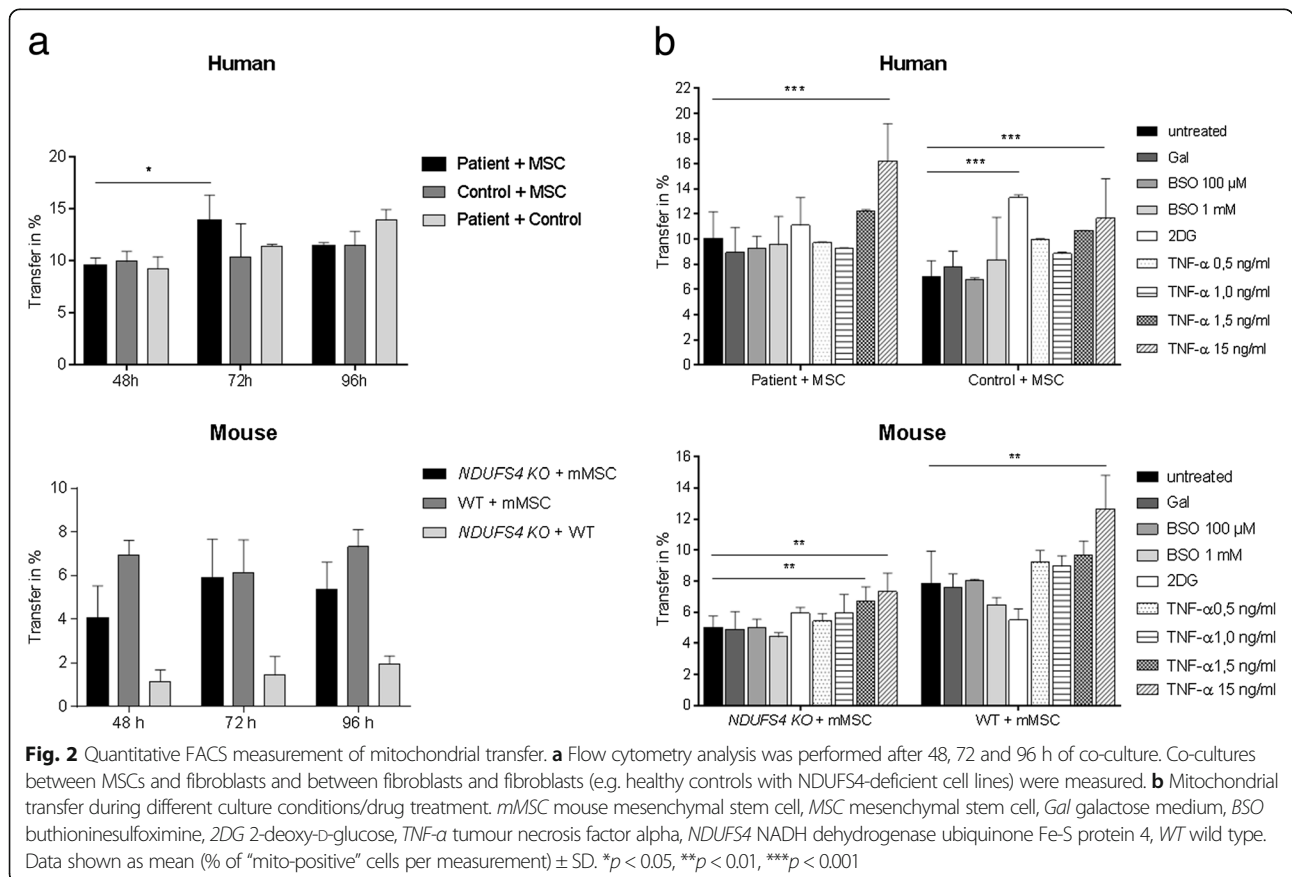 a
Human
Transfer in %
20
15
10
5
0
*
48h 72h 96h
Patient + MSC
Control + MSC
Patient + Control
Mouse
Transfer in %
10
8
6
4
2
0
48 h 72 h 96 h
NDUFS4 KO + mMSC
WT + mMSC
NDUFS4 KO + WT
b
Human
Transfer in %
22
20
18
16
14
12
10
8
6
4
2
0
***
***
***
Patient + MSC Control + MSC
untreated
Gal
BSO 100 µM
BSO 1 mM
2DG
TNF-α 0,5 ng/ml
TNF-α 1,0 ng/ml
TNF-α 1,5 ng/ml
TNF-α 15 ng/ml
Mouse
Transfer in %
16
14
12
10
8
6
4
2
0
**
**
**
NDUFS4 KO + mMSC WT + mMSC
untreated
Gal
BSO 100 µM
BSO 1 mM
2DG
TNF-α0,5 ng/ml
TNF-α1,0 ng/ml
TNF-α1,5 ng/ml
TNF-α 15 ng/ml
Fig. 2 Quantitative FACS measurement of mitochondrial transfer. a Flow cytometry analysis was performed after 48, 72 and 96 h of co-culture. Co-cultures
between MSCs and fibroblasts and between fibroblasts and fibroblasts (e.g. healthy controls with NDUFS4-deficient cell lines) were measured. b Mitochondrial
transfer during different culture conditions/drug treatment. mMSC mouse mesenchymal stem cell, MSC mesenchymal stem cell, Gal galactose medium, BSO
buthioninesulfoximine, 2DG 2-deoxy-D-glucose, TNF-α tumour necrosis factor alpha, NDUFS4 NADH dehydrogenase ubiquinone Fe-S protein 4, WT wild type.
Data shown as mean (% of “mito-positive” cells per measurement) ± SD. *p < 0.05, **p < 0.01, ***p < 0.001